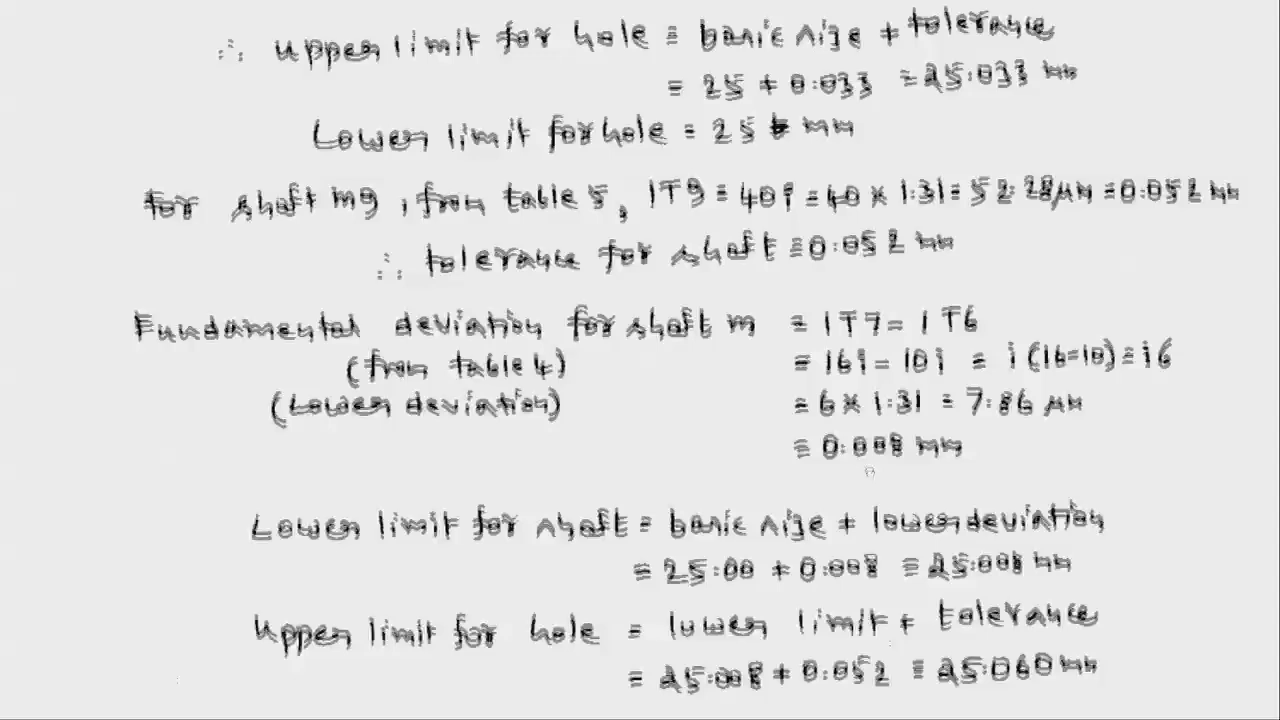 ∴ Upper limit for hole = basic size + tolerance
= 25 + 0.033 = 25.033 mm
Lower limit for hole = 25 mm
for shaft m9, from table 5, IT9 = 40i = 40 × 1.31 = 52.28 µm = 0.052 mm
∴ tolerance for shaft = 0.052 mm
Fundamental deviation for shaft m = IT7 - IT6
(from table 4) = 16i - 10i = i (16-10) = i6
(Lower deviation) = 6 × 1.31 = 7.86 µm
= 0.008 mm
Lower limit for shaft = basic size + lower deviation
= 25.00 + 0.008 = 25.008 mm
Upper limit for hole = lower limit + tolerance
= 25.008 + 0.052 = 25.060 mm